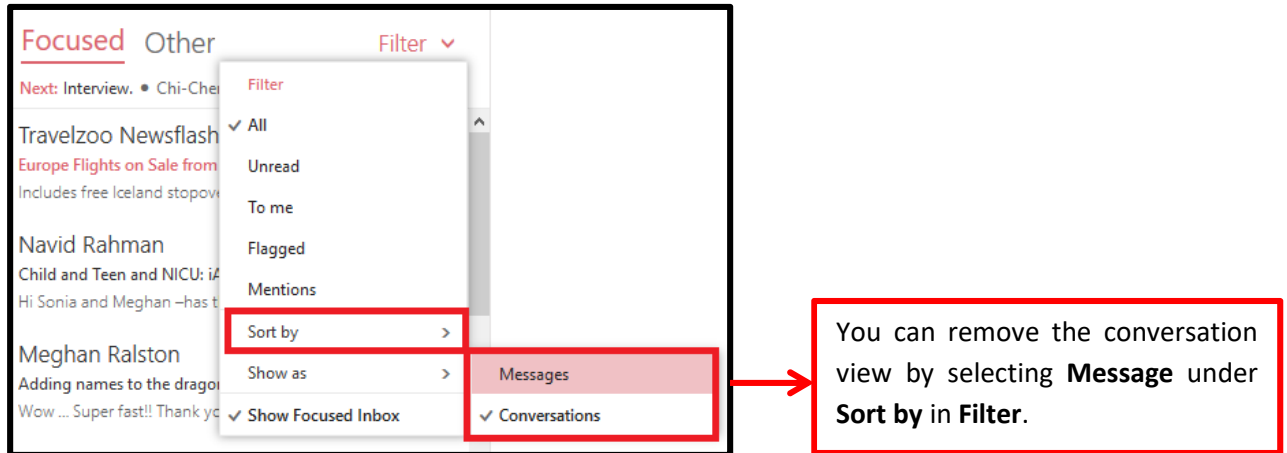 Focused Other Filter
Next: Interview. • Chi-Che
Filter
✓ All
Travelzoo Newsflash
Europe Flights on Sale from
Unread
Includes free Iceland stopov
To me
Navid Rahman
Flagged
Child and Teen and NICU: iA
Mentions
Hi Sonia and Meghan –has t
Sort by >
Meghan Ralston
Show as >
Adding names to the drago
Wow ... Super fast!! Thank yo
✓ Show Focused Inbox
Messages
✓ Conversations
You can remove the conversation
view by selecting Message under
Sort by in Filter.